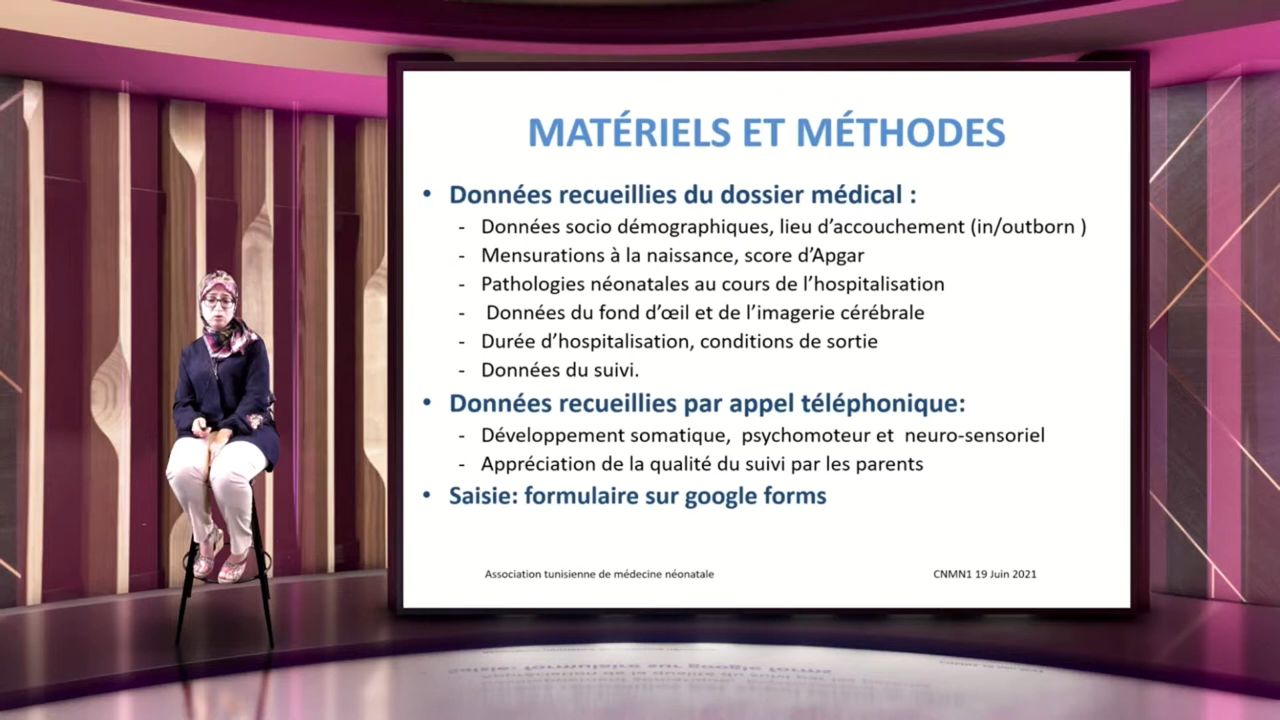 MATÉRIELS ET MÉTHODES
• Données recueillies du dossier médical :
- Données socio démographiques, lieu d’accouchement (in/outborn )
- Mensurations à la naissance, score d’Apgar
- Pathologies néonatales au cours de l’hospitalisation
- Données du fond d’œil et de l’imagerie cérébrale
- Durée d’hospitalisation, conditions de sortie
- Données du suivi.
• Données recueillies par appel téléphonique:
- Développement somatique, psychomoteur et neuro-sensoriel
- Appréciation de la qualité du suivi par les parents
• Saisie: formulaire sur google forms
Association tunisienne de médecine néonatale
CNMN1 19 Juin 2021